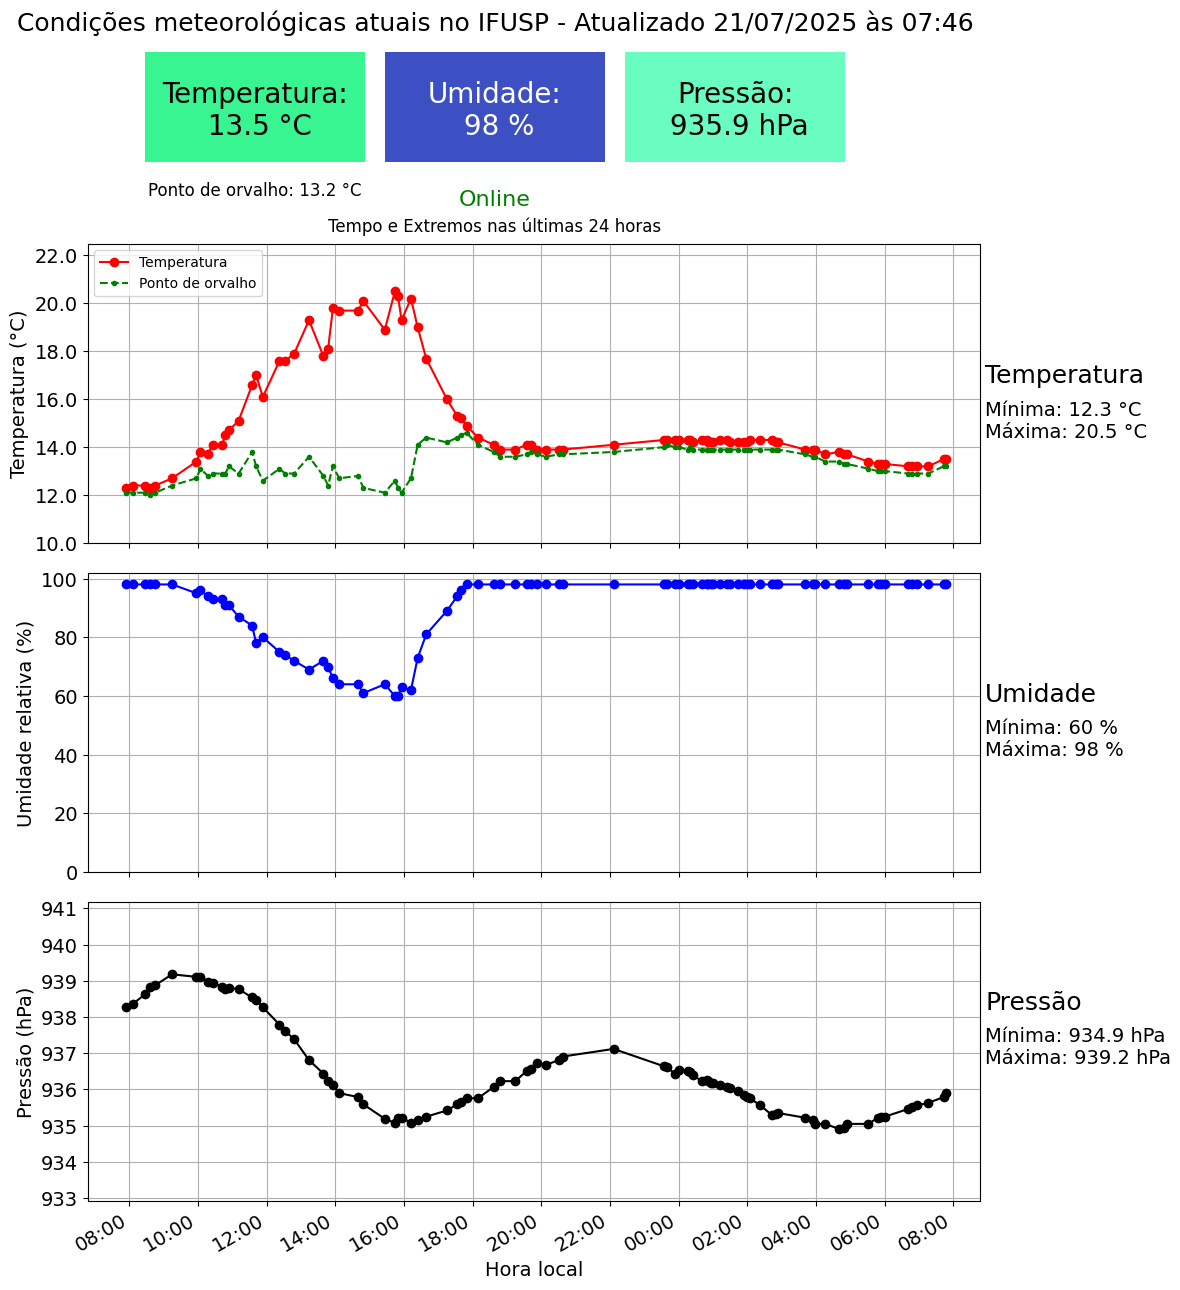 Condições meteorológicas atuais no IFUSP - Atualizado 21/07/2025 às 07:46
Temperatura:
13.5 °C
Umidade:
98 %
Pressão:
935.9 hPa
Ponto de orvalho: 13.2 °C
Online
Tempo e Extremos nas últimas 24 horas
Temperatura (°C)
22.0
20.0
18.0
16.0
14.0
12.0
10.0
Temperatura
Ponto de orvalho
Temperatura
Mínima: 12.3 °C
Máxima: 20.5 °C
Umidade relativa (%)
100
80
60
40
20
0
Umidade
Mínima: 60 %
Máxima: 98 %
Pressão (hPa)
941
940
939
938
937
936
935
934
933
Pressão
Mínima: 934.9 hPa
Máxima: 939.2 hPa
08:00 10:00 12:00 14:00 16:00 18:00 20:00 22:00 00:00 02:00 04:00 06:00 08:00
Hora local